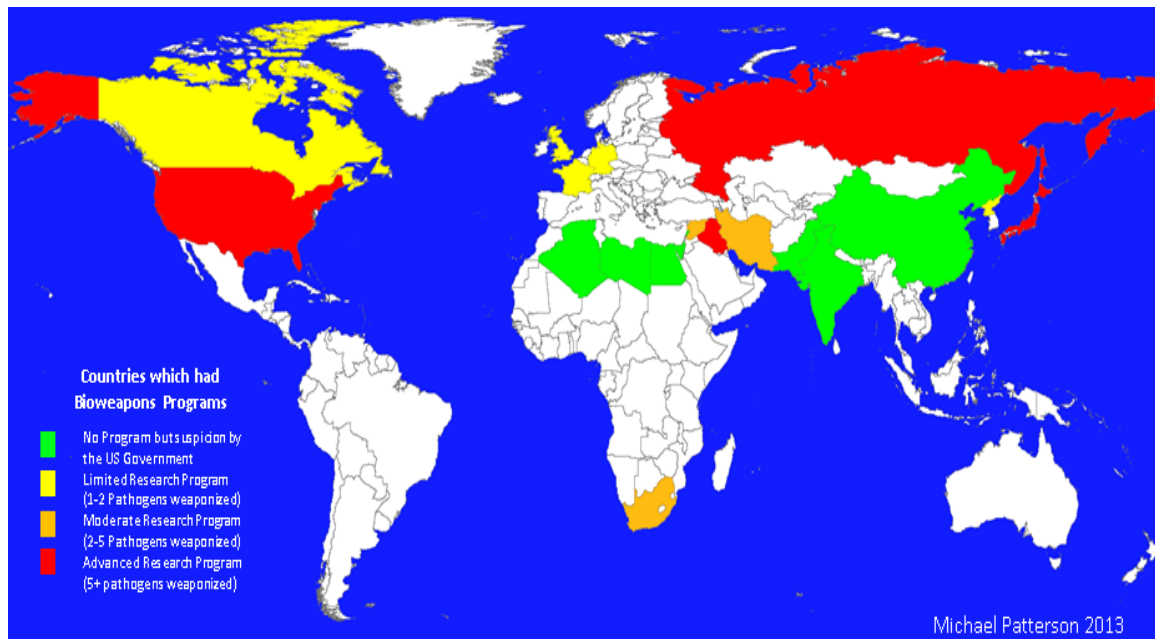 Countries which had
Bioweapons Programs
No Program but suspicion by
the US Government
Limited Research Program
(1-2 Pathogens weaponized)
Moderate Research Program
(2-5 Pathogens weaponized)
Advanced Research Program
(5+ pathogens weaponized)
Michael Patterson 2013